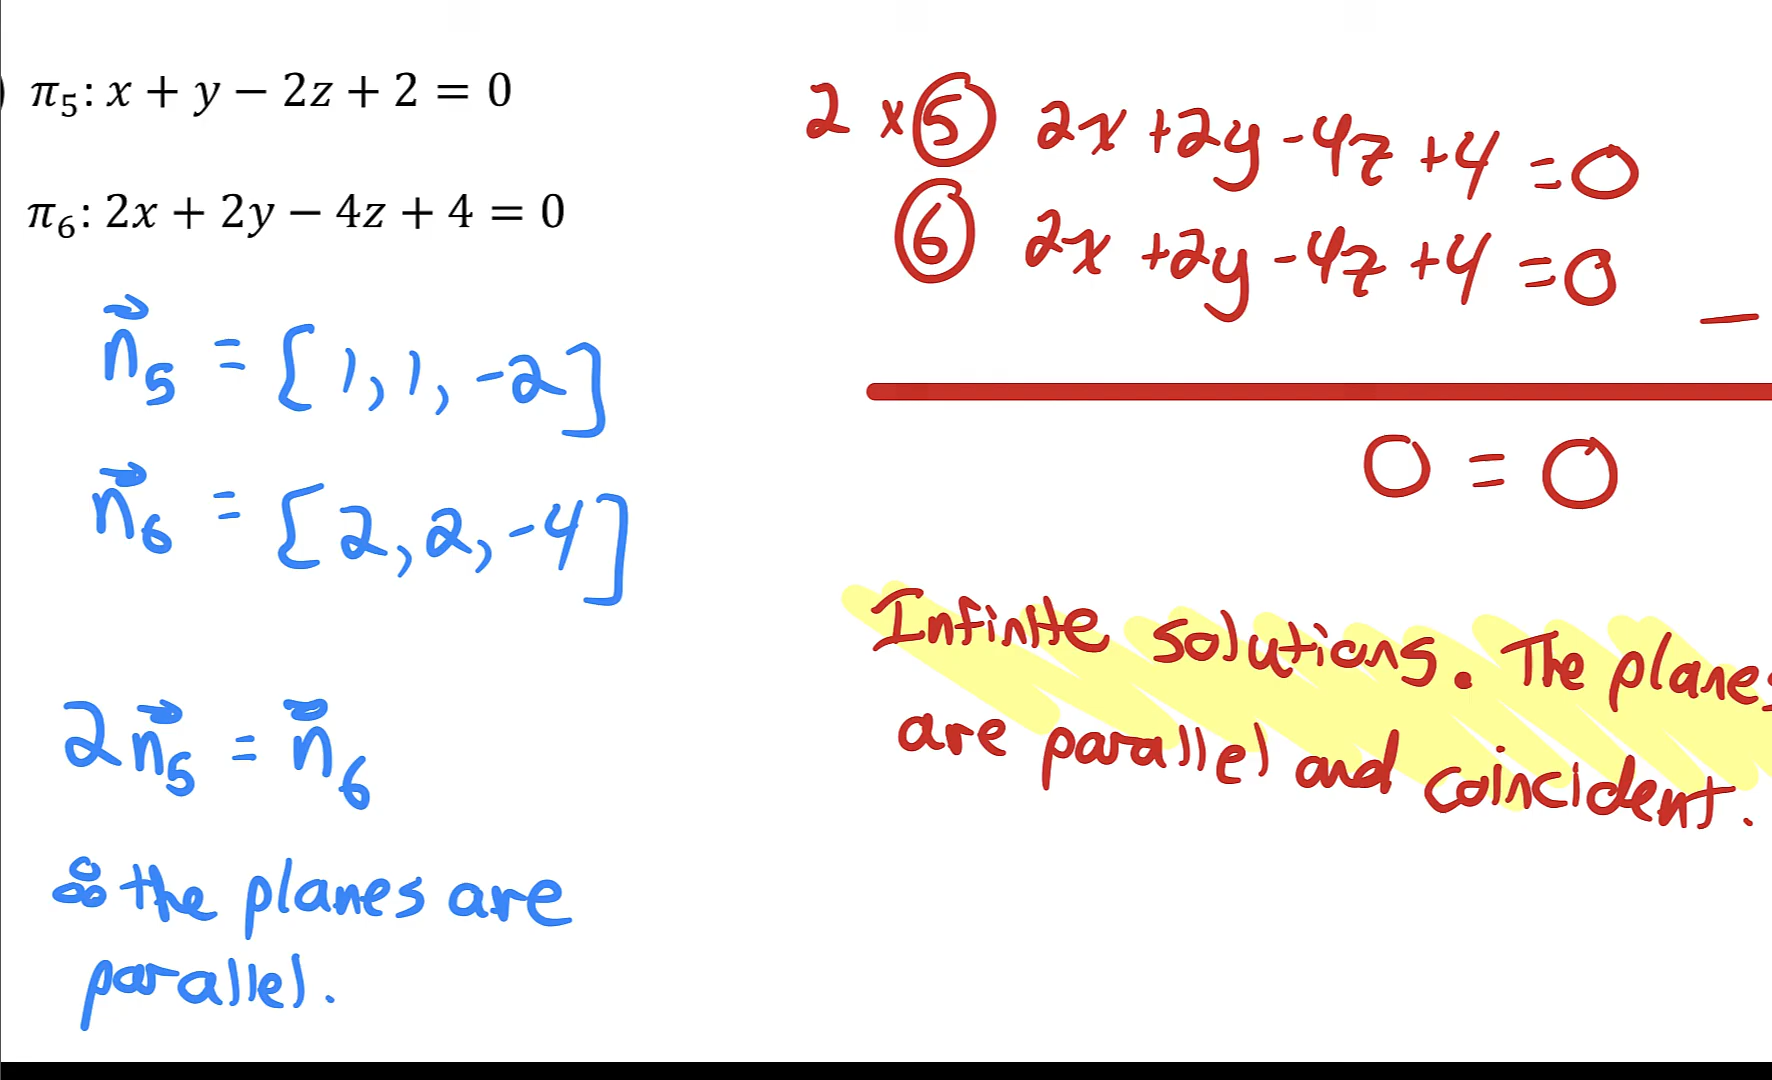 ) π₅: x + y − 2z + 2 = 0
π₆: 2x + 2y − 4z + 4 = 0
n⃗₅ = [1, 1, -2]
n⃗₆ = [2, 2, -4]
2n⃗₅ = n⃗₆
∴ the planes are
parallel.
2 × ⑤ 2x +2y -4z +4 = 0
⑥ 2x +2y -4z +4 = 0 −
0 = 0
Infinite solutions. The planes
are parallel and coincident.